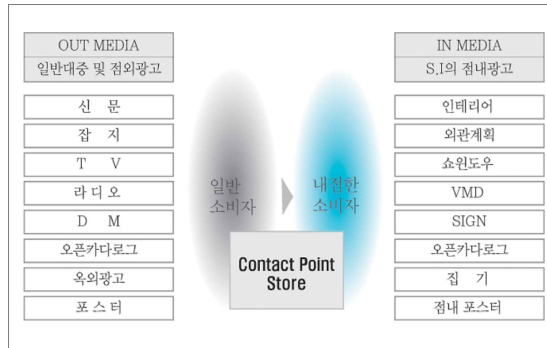 OUT MEDIA
일반대중 및 점외광고
신 문
잡 지
T V
라디오
D M
오픈카다로그
옥외광고
포스터
일반
소비자
내점한
소비자
Contact Point
Store
IN MEDIA
S.I의 점내광고
인테리어
외관계획
쇼윈도우
VMD
SIGN
오픈카다로그
집 기
점내 포스터